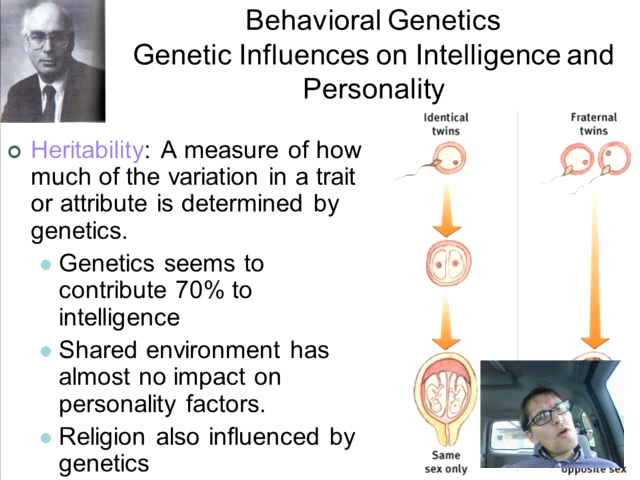 Behavioral Genetics
Genetic Influences on Intelligence and
Personality
Identical
twins
Fraternal
twins
Heritability: A measure of how
much of the variation in a trait
or attribute is determined by
genetics.
Genetics seems to
contribute 70% to
intelligence
Shared environment has
almost no impact on
personality factors.
Religion also influenced by
genetics
Same
sex only
opposite sex